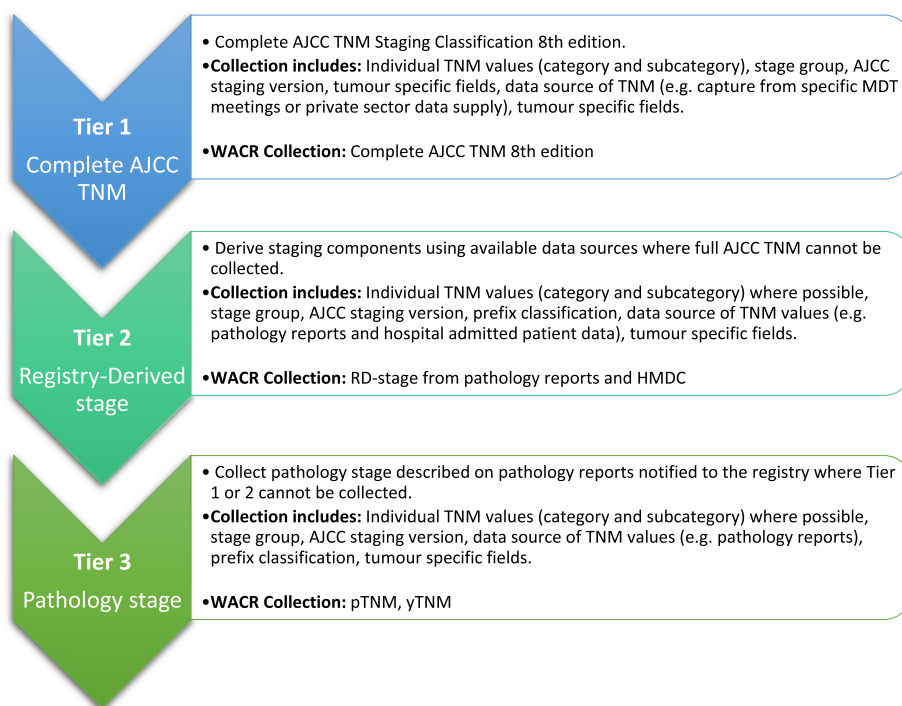 Tier 1
Complete AJCC
TNM
• Complete AJCC TNM Staging Classification 8th edition.
•Collection includes: Individual TNM values (category and subcategory), stage group, AJCC
staging version, tumour specific fields, data source of TNM (e.g. capture from specific MDT
meetings or private sector data supply), tumour specific fields.
•WACR Collection: Complete AJCC TNM 8th edition
Tier 2
Registry-Derived
stage
• Derive staging components using available data sources where full AJCC TNM cannot be
collected.
•Collection includes: Individual TNM values (category and subcategory) where possible,
stage group, AJCC staging version, prefix classification, data source of TNM values (e.g.
pathology reports and hospital admitted patient data), tumour specific fields.
•WACR Collection: RD-stage from pathology reports and HMDC
Tier 3
Pathology stage
• Collect pathology stage described on pathology reports notified to the registry where Tier
1 or 2 cannot be collected.
•Collection includes: Individual TNM values (category and subcategory) where possible,
stage group, AJCC staging version, data source of TNM values (e.g. pathology reports),
prefix classification, tumour specific fields.
•WACR Collection: pTNM, yTNM